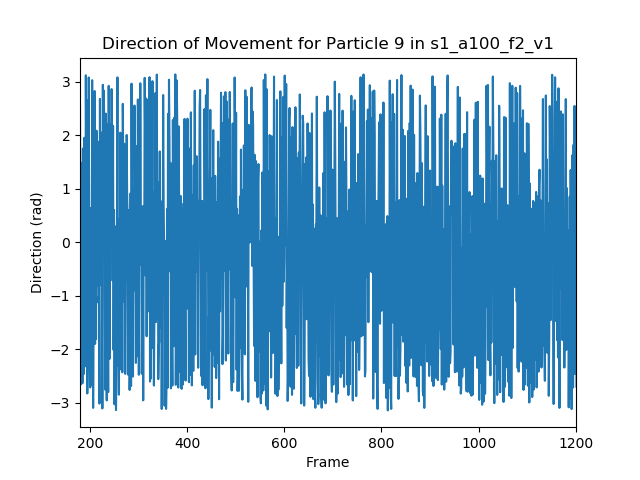 Direction of Movement for Particle 9 in s1_a100_f2_v1
3
2
1
0
−1
−2
−3
Direction (rad)
200 400 600 800 1000 1200
Frame